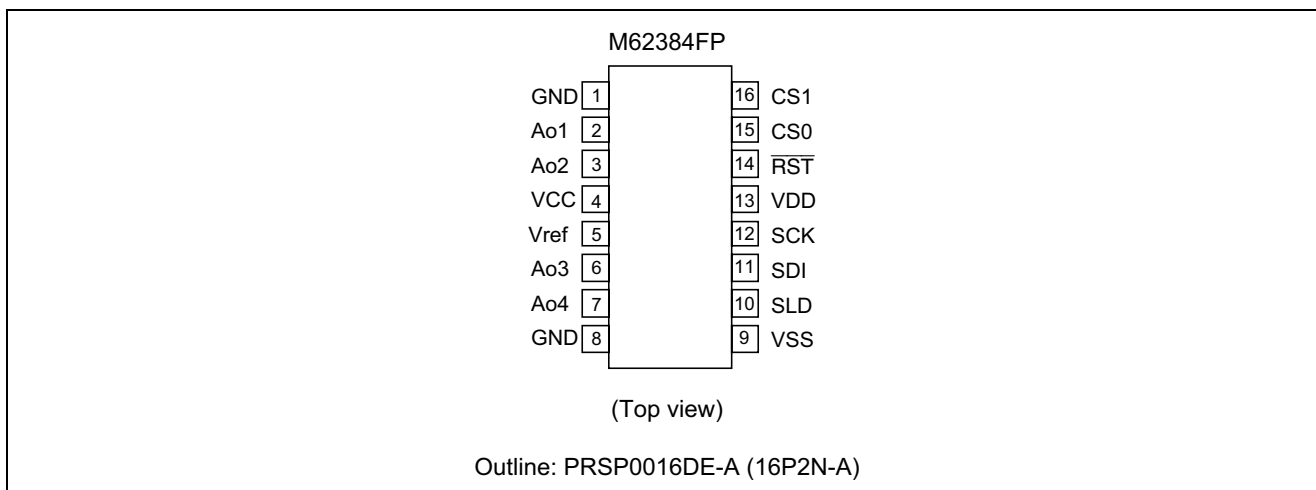 M62384FP
GND 1 16 CS1
Ao1 2 15 CS0
Ao2 3 14 R̅S̅T̅
VCC 4 13 VDD
Vref 5 12 SCK
Ao3 6 11 SDI
Ao4 7 10 SLD
GND 8 9 VSS
(Top view)
Outline: PRSP0016DE-A (16P2N-A)